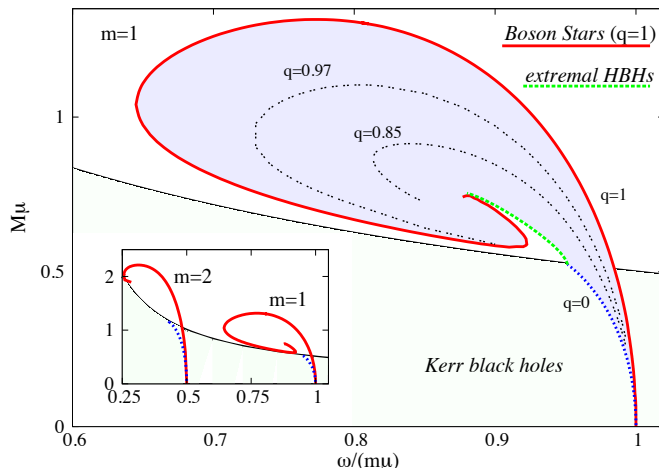 m=1
Boson Stars (q=1)
extremal HBHs
q=0.97
q=0.85
q=1
q=0
Kerr black holes
m=2
m=1
2
1
0
0.25
0.5
0.75
1
1
0.5
0
0.6
0.7
0.8
0.9
1
Mμ
ω/(mμ)